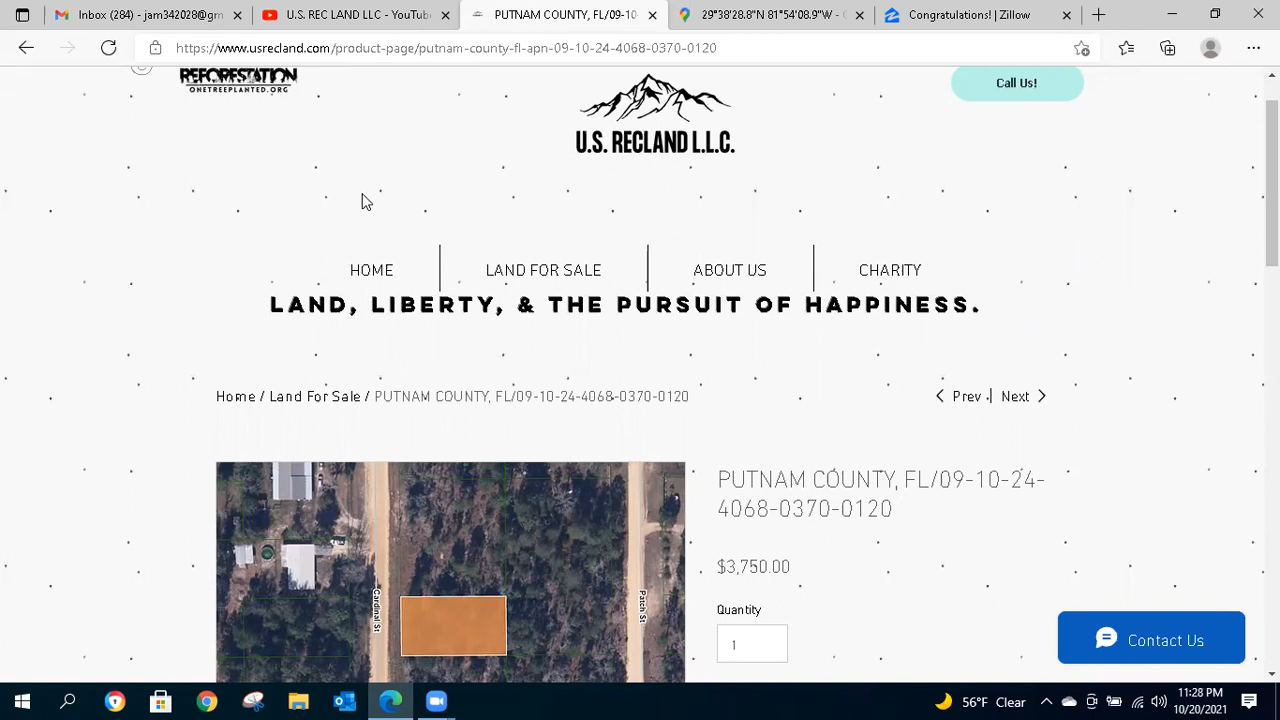 Inbox (284) - jam342028@gm
U.S. REC LAND LLC - YouTube
PUTNAM COUNTY, FL/09-10-
29°38'28.8"N 81°54'08.9"W - G
Congratulations! | Zillow
https://www.usrecland.com/product-page/putnam-county-fl-apn-09-10-24-4068-0370-0120
REFORESTATION
ONETREEPLANTED.ORG
U.S. RECLAND L.L.C.
Call Us!
HOME
LAND FOR SALE
ABOUT US
CHARITY
LAND, LIBERTY, & THE PURSUIT OF HAPPINESS.
Home / Land For Sale / PUTNAM COUNTY, FL/09-10-24-4068-0370-0120
Prev | Next
PUTNAM COUNTY, FL/09-10-24-
4068-0370-0120
$3,750.00
Quantity
1
Cardinal St
Patch St
Contact Us
56°F Clear
11:28 PM
10/20/2021